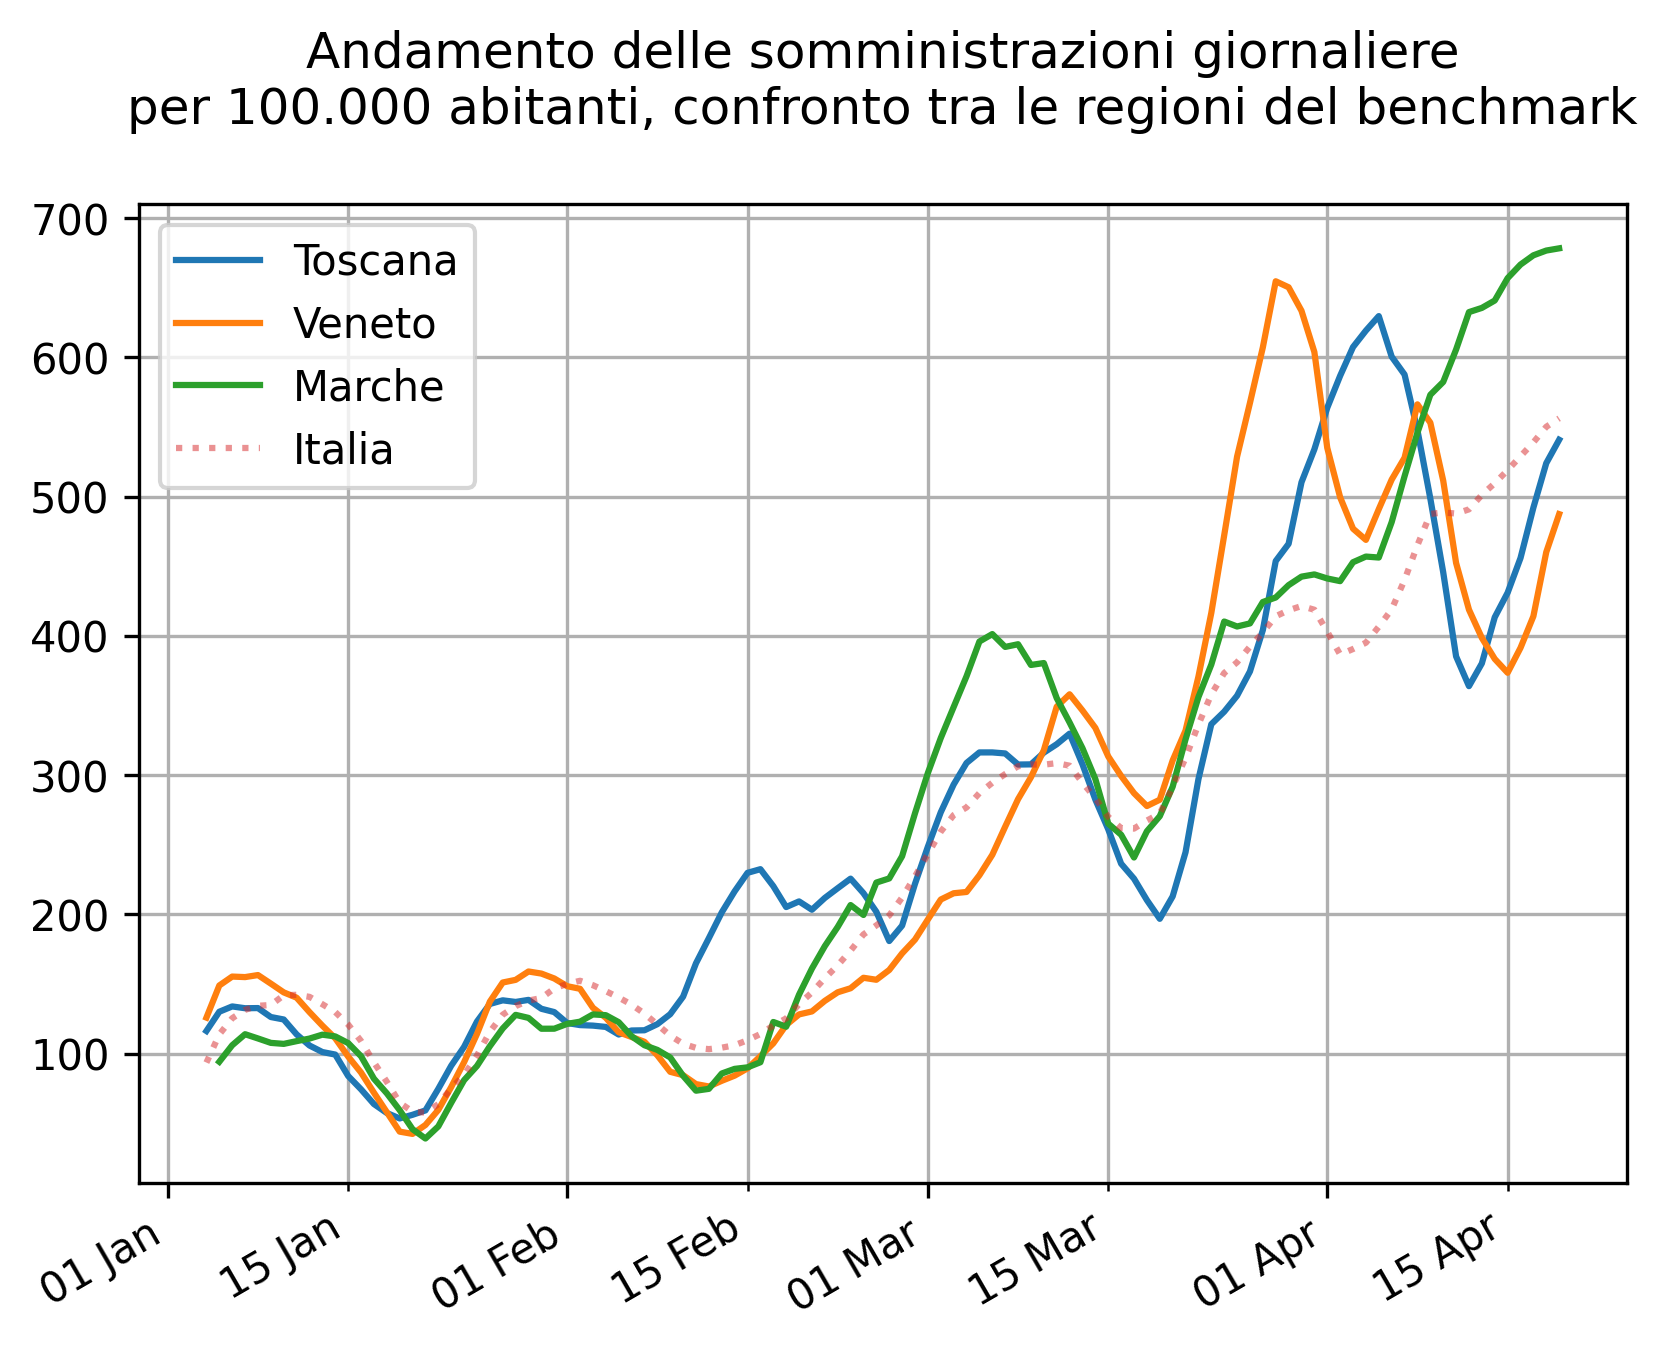 Andamento delle somministrazioni giornaliere
per 100.000 abitanti, confronto tra le regioni del benchmark
700
600
500
400
300
200
100
Toscana
Veneto
Marche
Italia
01 Jan
15 Jan
01 Feb
15 Feb
01 Mar
15 Mar
01 Apr
15 Apr